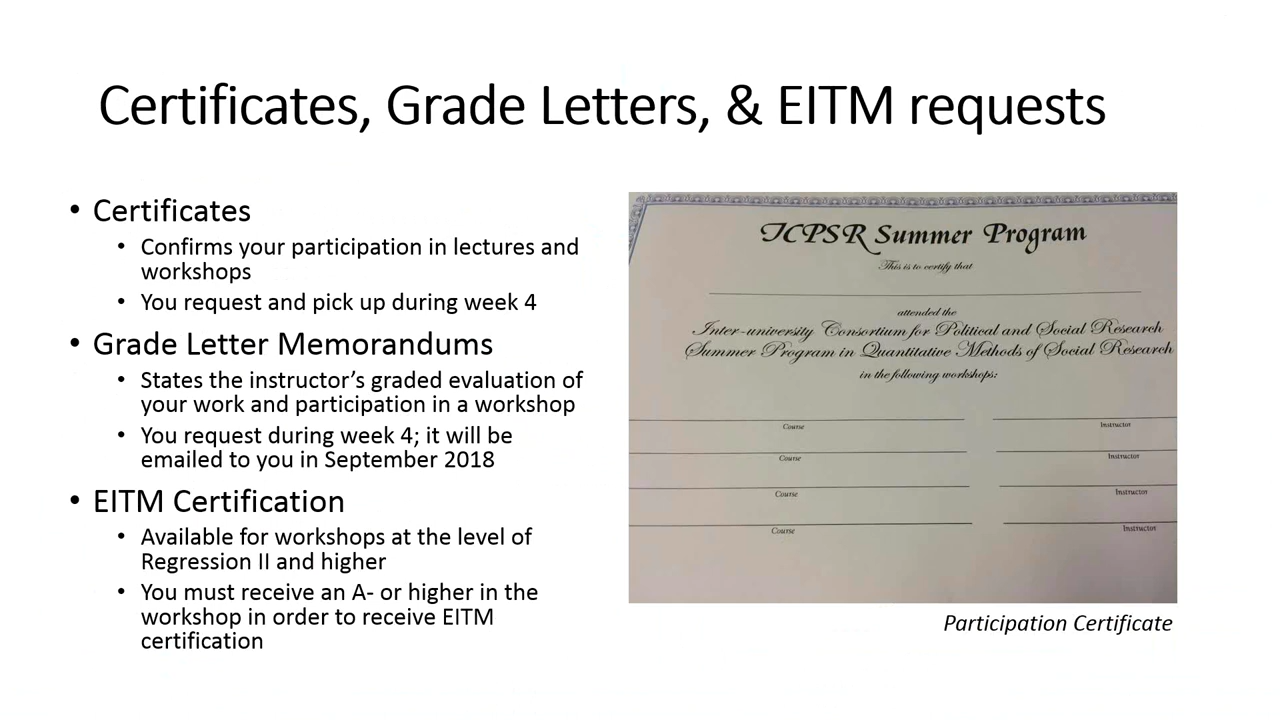 Certificates, Grade Letters, & EITM requests
• Certificates
• Confirms your participation in lectures and
workshops
• You request and pick up during week 4
• Grade Letter Memorandums
• States the instructor’s graded evaluation of
your work and participation in a workshop
• You request during week 4; it will be
emailed to you in September 2018
• EITM Certification
• Available for workshops at the level of
Regression II and higher
• You must receive an A- or higher in the
workshop in order to receive EITM
certification
ICPSR Summer Program
This is to certify that
attended the
Inter-university Consortium for Political and Social Research
Summer Program in Quantitative Methods of Social Research
in the following workshops:
Course Instructor
Course Instructor
Course Instructor
Course Instructor
Participation Certificate